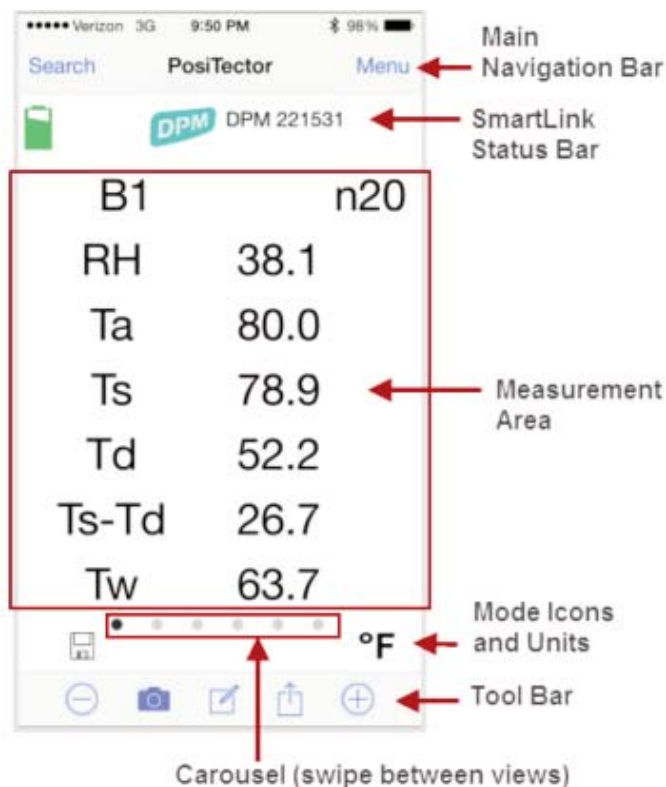 Verizon 3G 9:50 PM 98%
Search PosiTector Menu
Main
Navigation Bar
DPM DPM 221531
SmartLink
Status Bar
B1 n20
RH 38.1
Ta 80.0
Ts 78.9
Measurement
Area
Td 52.2
Ts-Td 26.7
Tw 63.7
°F
Mode Icons
and Units
Tool Bar
Carousel (swipe between views)